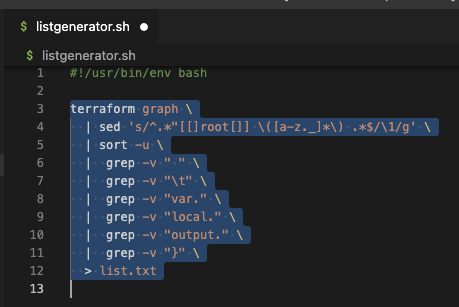 $ listgenerator.sh ●
$ listgenerator.sh
1 #!/usr/bin/env bash
2
3 terraform graph \
4   | sed 's/^.*"[[]root[]] \([a-z._]*\) .*$/\1/g' \
5   | sort -u \
6   |  grep -v " " \
7   |  grep -v "\t" \
8   |  grep -v "var." \
9   |  grep -v "local." \
10   |  grep -v "output." \
11   |  grep -v "}" \
12   > list.txt
13